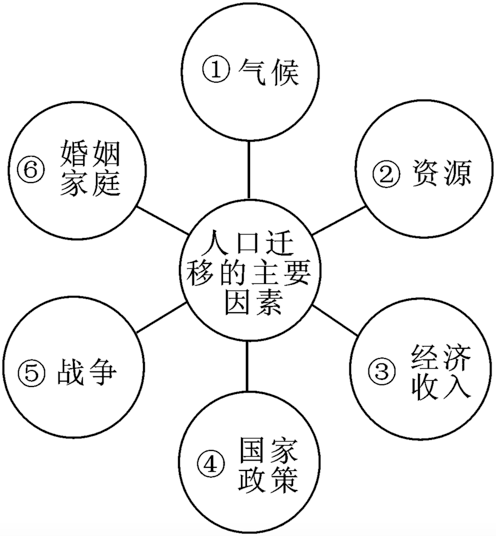 ①气候
②资源
③经济
收入
④国家
政策
⑤战争
⑥婚姻
家庭
人口迁
移的主要
因素